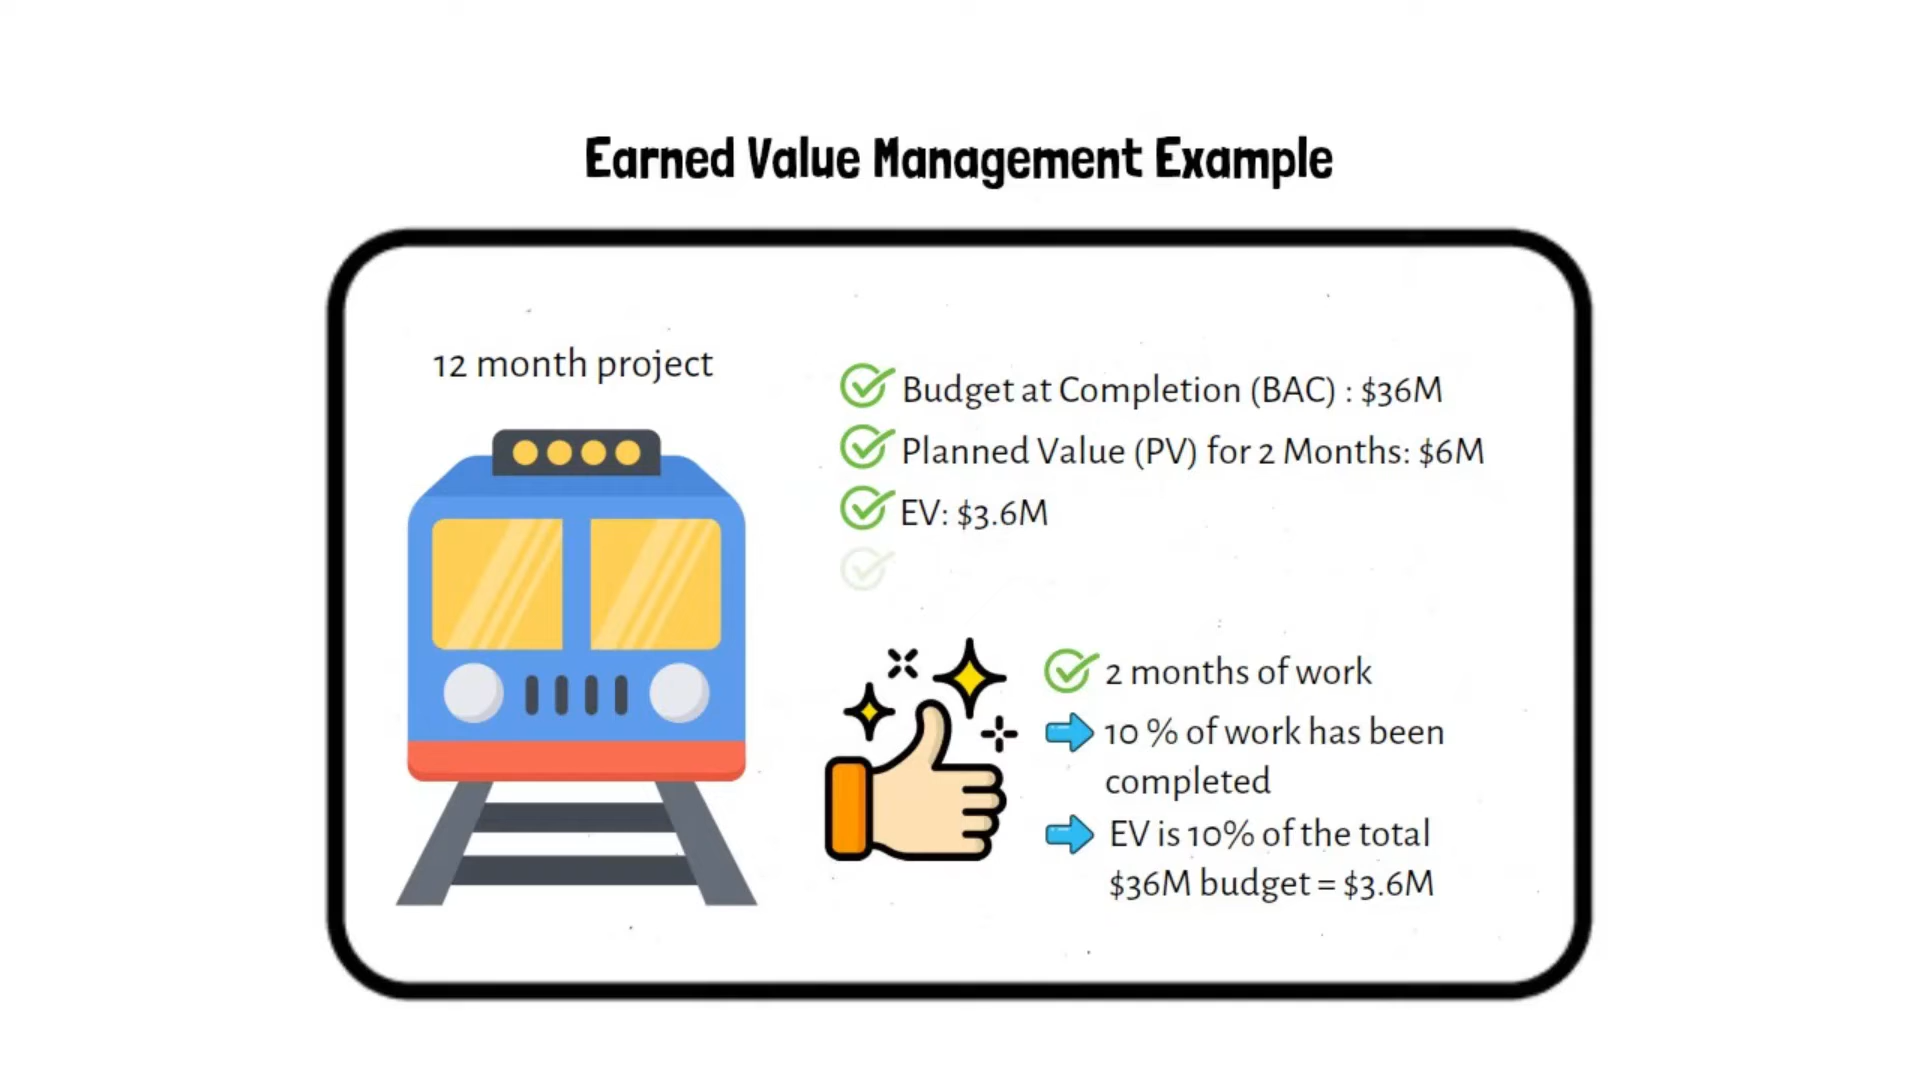 Earned Value Management Example
12 month project
Budget at Completion (BAC) : $36M
Planned Value (PV) for 2 Months: $6M
EV: $3.6M
2 months of work
10 % of work has been
completed
EV is 10% of the total
$36M budget = $3.6M